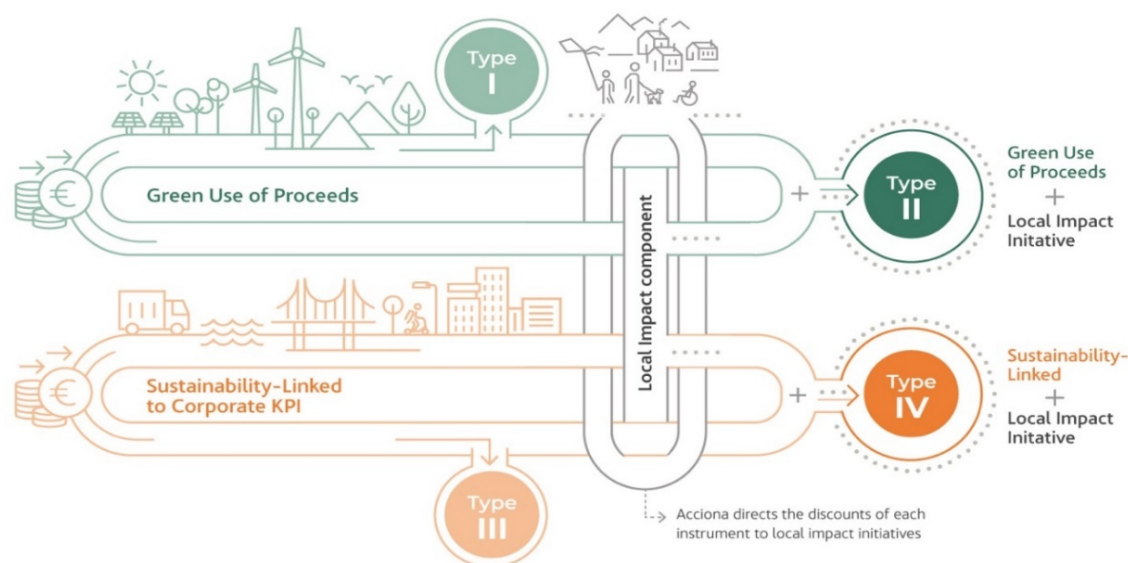 Type
I
Green Use of Proceeds
Type
II
Green Use
of Proceeds
+
Local Impact
Initative
Local Impact component
Sustainability-Linked
to Corporate KPI
Type
IV
Sustainability-
Linked
+
Local Impact
Initative
Type
III
Acciona directs the discounts of each
instrument to local impact initiatives